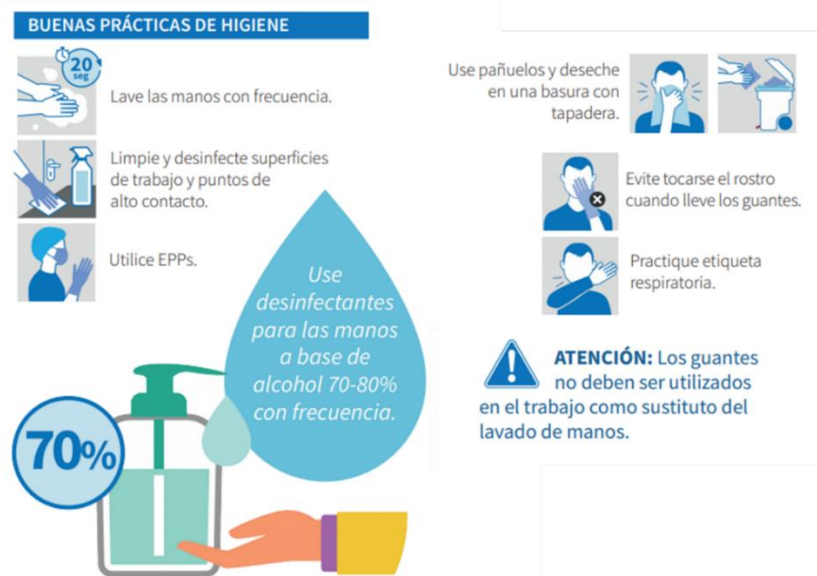 BUENAS PRÁCTICAS DE HIGIENE
20
seg
Lave las manos con frecuencia.
Limpie y desinfecte superficies
de trabajo y puntos de
alto contacto.
Utilice EPPs.
Use
desinfectantes
para las manos
a base de
alcohol 70-80%
con frecuencia.
70%
Use pañuelos y deseche
en una basura con
tapadera.
Evite tocarse el rostro
cuando lleve los guantes.
Practique etiqueta
respiratoria.
ATENCIÓN: Los guantes
no deben ser utilizados
en el trabajo como sustituto del
lavado de manos.